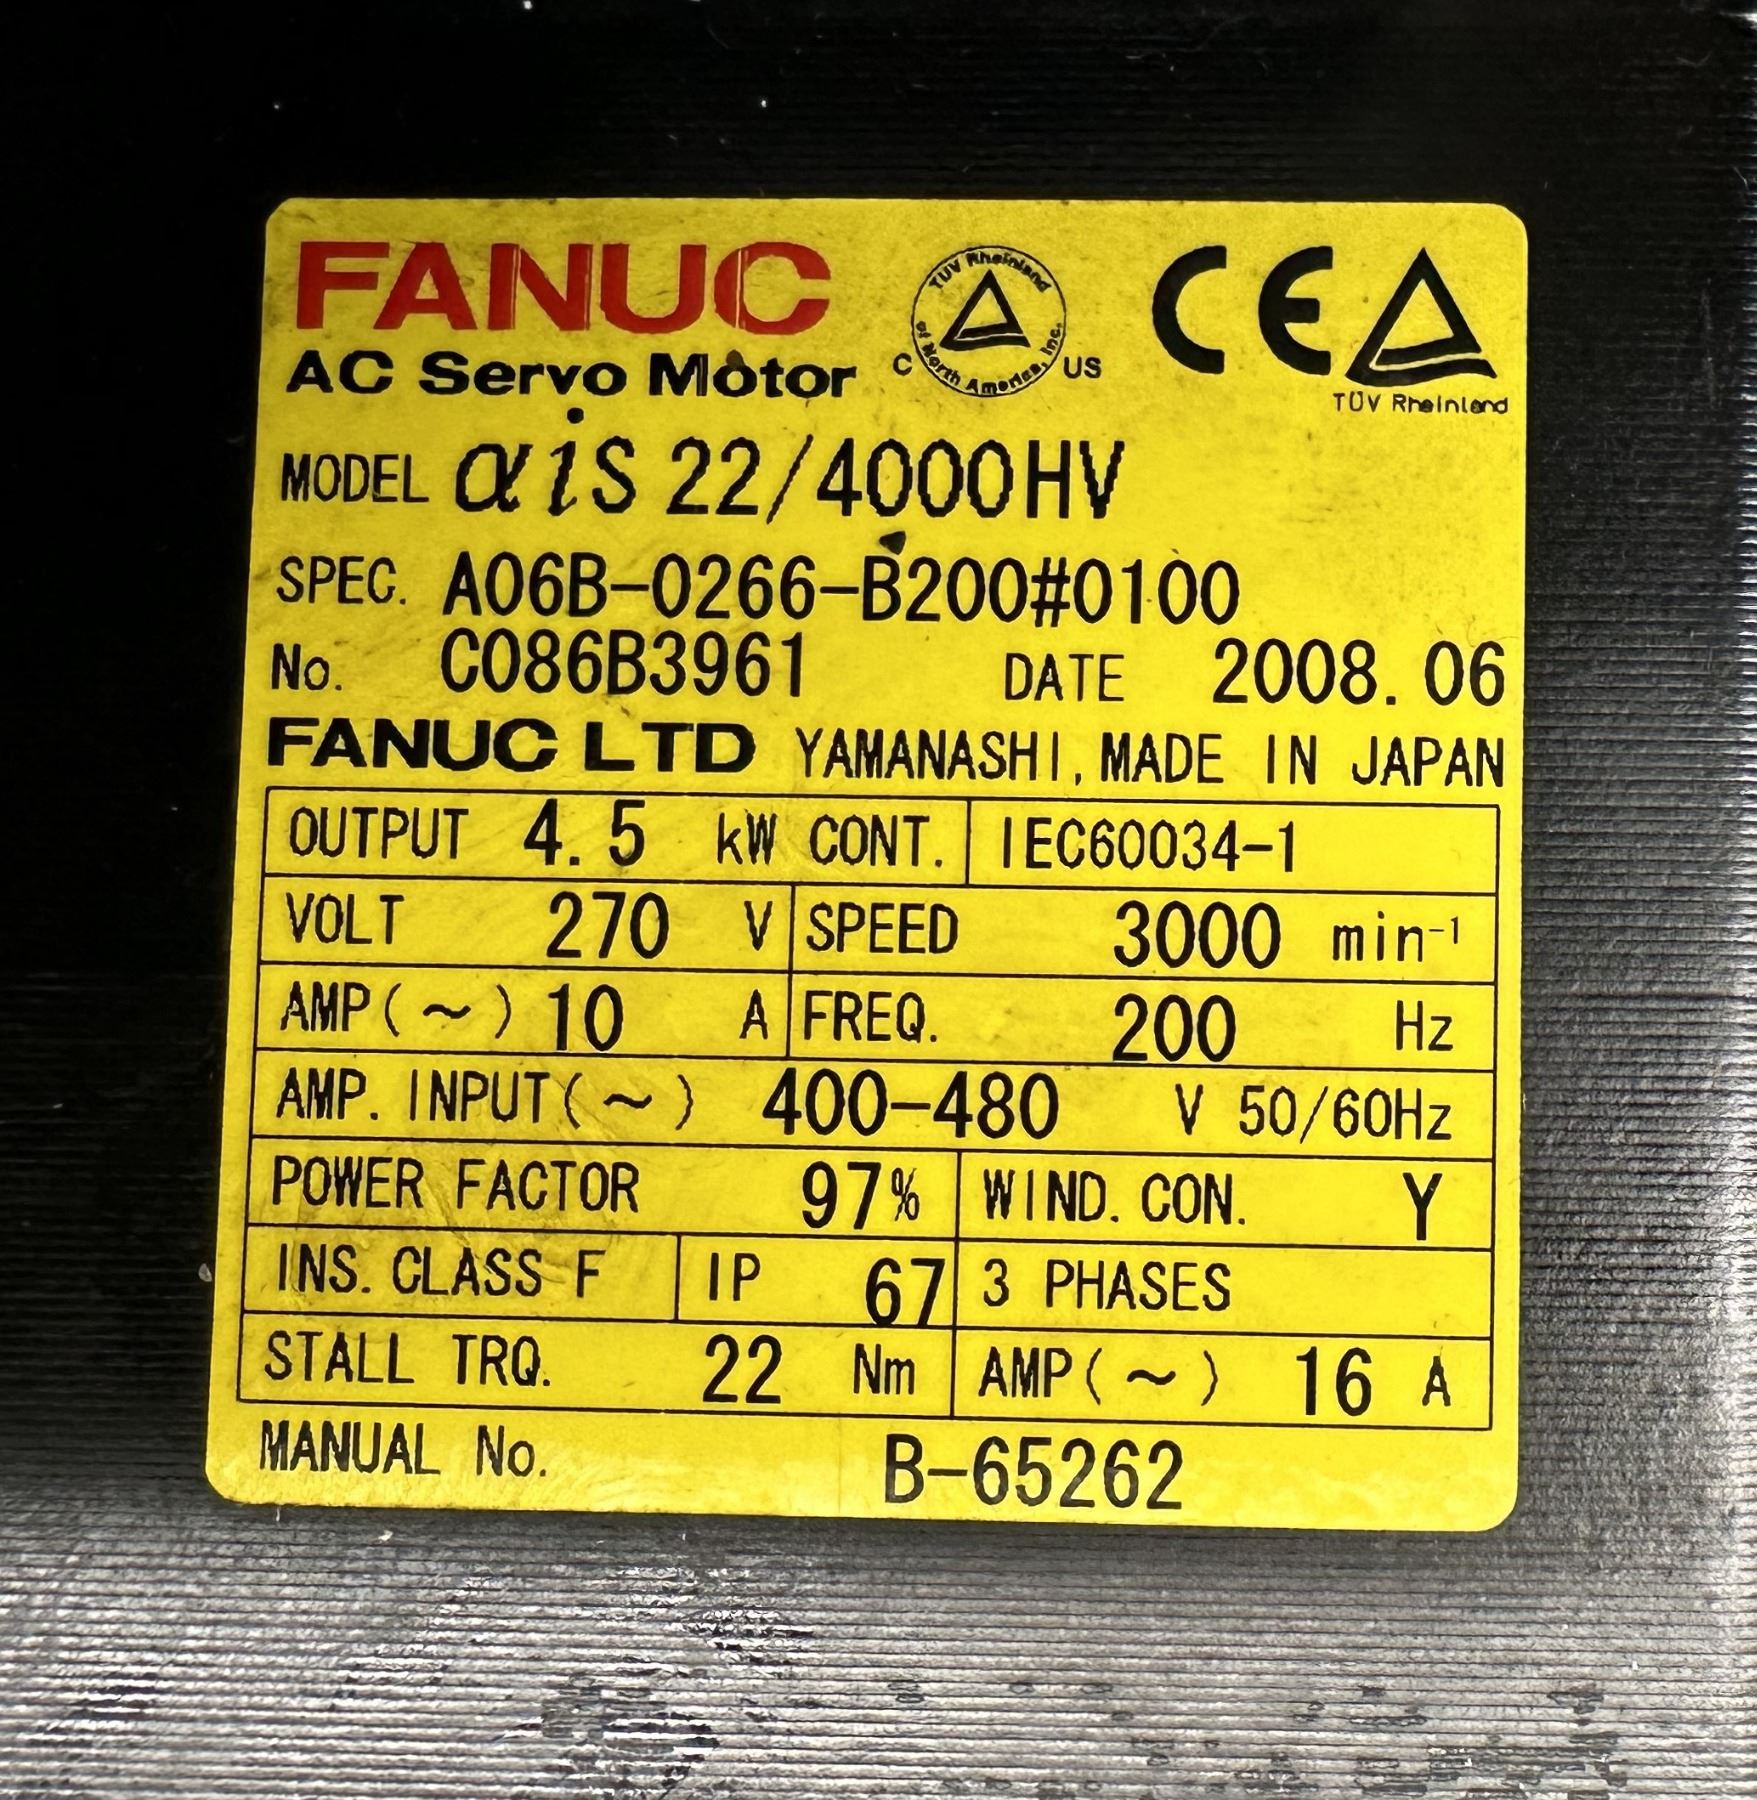 FANUC
AC Servo Motor
TÜV Rheinland of North America, Inc.
C US
CE
TÜV Rheinland
MODEL αiS 22/4000HV
SPEC. A06B-0266-B200#0100
No. C086B3961 DATE 2008.06
FANUC LTD YAMANASHI, MADE IN JAPAN
OUTPUT 4.5 kW CONT. IEC60034-1
VOLT 270 V SPEED 3000 min⁻¹
AMP(~) 10 A FREQ. 200 Hz
AMP. INPUT(~) 400-480 V 50/60Hz
POWER FACTOR 97% WIND. CON. Y
INS. CLASS F IP 67 3 PHASES
STALL TRQ. 22 Nm AMP(~) 16 A
MANUAL No. B-65262